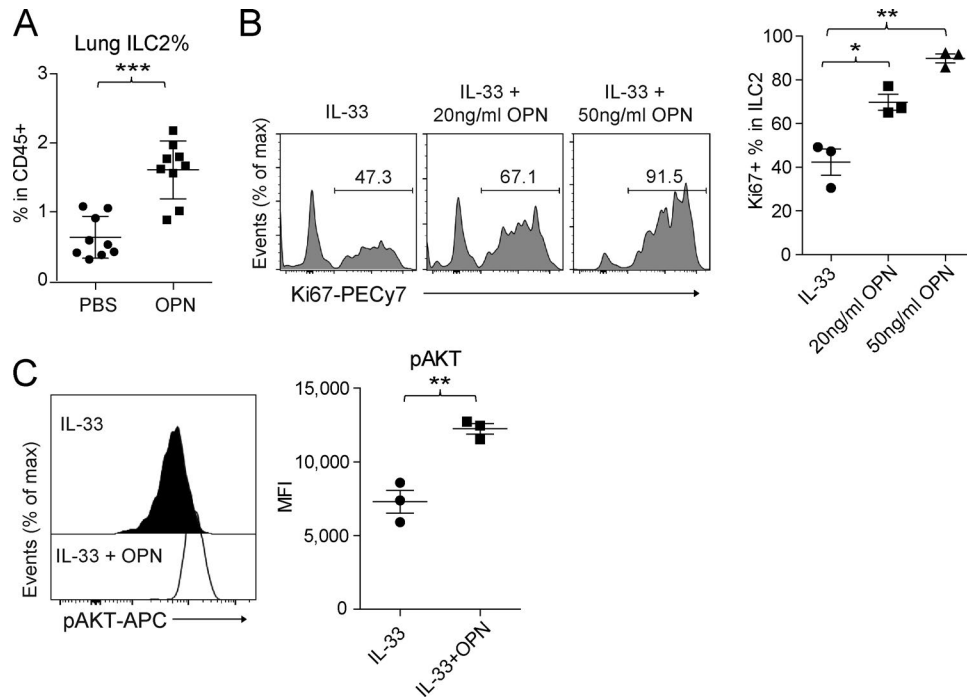 A
Lung ILC2%
***
3
2
1
0
% in CD45+
PBS
OPN
B
IL-33
IL-33 +
20ng/ml OPN
IL-33 +
50ng/ml OPN
47.3
67.1
91.5
Events (% of max)
Ki67-PECy7
**
*
100
80
60
40
20
0
Ki67+ % in ILC2
IL-33
20ng/ml OPN
50ng/ml OPN
C
IL-33
IL-33 + OPN
Events (% of max)
pAKT-APC
pAKT
**
15,000
10,000
5,000
0
MFI
IL-33
IL-33+OPN